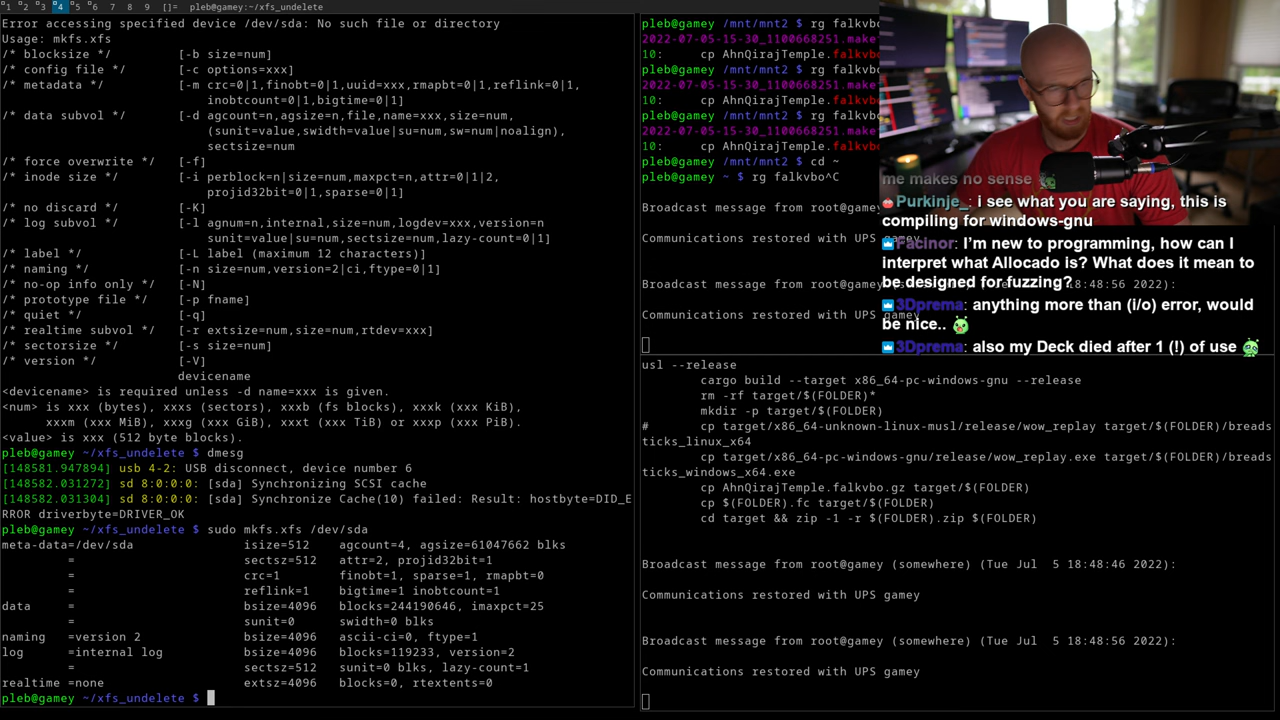 1 2 3 4 5 6 7 8 9 []= pleb@gamey:~/xfs_undelete
Error accessing specified device /dev/sda: No such file or directory
Usage: mkfs.xfs
/* blocksize */ [-b size=num]
/* config file */ [-c options=xxx]
/* metadata */ [-m crc=0|1,finobt=0|1,uuid=xxx,rmapbt=0|1,reflink=0|1,
inobtcount=0|1,bigtime=0|1]
/* data subvol */ [-d agcount=n,agsize=n,file,name=xxx,size=num,
(sunit=value,swidth=value|su=num,sw=num|noalign),
sectsize=num
/* force overwrite */ [-f]
/* inode size */ [-i perblock=n|size=num,maxpct=n,attr=0|1|2,
projid32bit=0|1,sparse=0|1]
/* no discard */ [-K]
/* log subvol */ [-l agnum=n,internal,size=num,logdev=xxx,version=n
sunit=value|su=num,sectsize=num,lazy-count=0|1]
/* label */ [-L label (maximum 12 characters)]
/* naming */ [-n size=num,version=2|ci,ftype=0|1]
/* no-op info only */ [-N]
/* prototype file */ [-p fname]
/* quiet */ [-q]
/* realtime subvol */ [-r extsize=num,size=num,rtdev=xxx]
/* sectorsize */ [-s size=num]
/* version */ [-V]
devicename
<devicename> is required unless -d name=xxx is given.
<num> is xxx (bytes), xxxs (sectors), xxxb (fs blocks), xxxk (xxx KiB),
xxxm (xxx MiB), xxxg (xxx GiB), xxxt (xxx TiB) or xxxp (xxx PiB).
<value> is xxx (512 byte blocks).
pleb@gamey ~/xfs_undelete $ dmesg
[148581.947894] usb 4-2: USB disconnect, device number 6
[148582.031272] sd 8:0:0:0: [sda] Synchronizing SCSI cache
[148582.031304] sd 8:0:0:0: [sda] Synchronize Cache(10) failed: Result: hostbyte=DID_E
RROR driverbyte=DRIVER_OK
pleb@gamey ~/xfs_undelete $ sudo mkfs.xfs /dev/sda
meta-data=/dev/sda isize=512 agcount=4, agsize=61047662 blks
= sectsz=512 attr=2, projid32bit=1
= crc=1 finobt=1, sparse=1, rmapbt=0
= reflink=1 bigtime=1 inobtcount=1
data = bsize=4096 blocks=244190646, imaxpct=25
= sunit=0 swidth=0 blks
naming =version 2 bsize=4096 ascii-ci=0, ftype=1
log =internal log bsize=4096 blocks=119233, version=2
= sectsz=512 sunit=0 blks, lazy-count=1
realtime =none extsz=4096 blocks=0, rtextents=0
pleb@gamey ~/xfs_undelete $
pleb@gamey /mnt/mnt2 $ rg falkvbo
2022-07-05-15-30_1100668251.make
10: cp AhnQirajTemple.falkvb
pleb@gamey /mnt/mnt2 $ rg falkvbo
2022-07-05-15-30_1100668251.make
10: cp AhnQirajTemple.falkvb
pleb@gamey /mnt/mnt2 $ rg falkvbo
2022-07-05-15-30_1100668251.make
10: cp AhnQirajTemple.falkvb
pleb@gamey /mnt/mnt2 $ cd ~
pleb@gamey ~ $ rg falkvbo^C
Broadcast message from root@gamey
Communications restored with UPS gamey
Broadcast message from root@gamey 18:48:56 2022):
Communications restored with UPS gamey
me makes no sense
Purkinje_: i see what you are saying, this is
compiling for windows-gnu
Facinor: I'm new to programming, how can I
interpret what Allocado is? What does it mean to
be designed for fuzzing?
3Dprema: anything more than (i/o) error, would
be nice..
3Dprema: also my Deck died after 1 (!) of use
usl --release
cargo build --target x86_64-pc-windows-gnu --release
rm -rf target/$(FOLDER)*
mkdir -p target/$(FOLDER)
# cp target/x86_64-unknown-linux-musl/release/wow_replay target/$(FOLDER)/breads
ticks_linux_x64
cp target/x86_64-pc-windows-gnu/release/wow_replay.exe target/$(FOLDER)/breads
ticks_windows_x64.exe
cp AhnQirajTemple.falkvbo.gz target/$(FOLDER)
cp $(FOLDER).fc target/$(FOLDER)
cd target && zip -1 -r $(FOLDER).zip $(FOLDER)
Broadcast message from root@gamey (somewhere) (Tue Jul 5 18:48:46 2022):
Communications restored with UPS gamey
Broadcast message from root@gamey (somewhere) (Tue Jul 5 18:48:56 2022):
Communications restored with UPS gamey